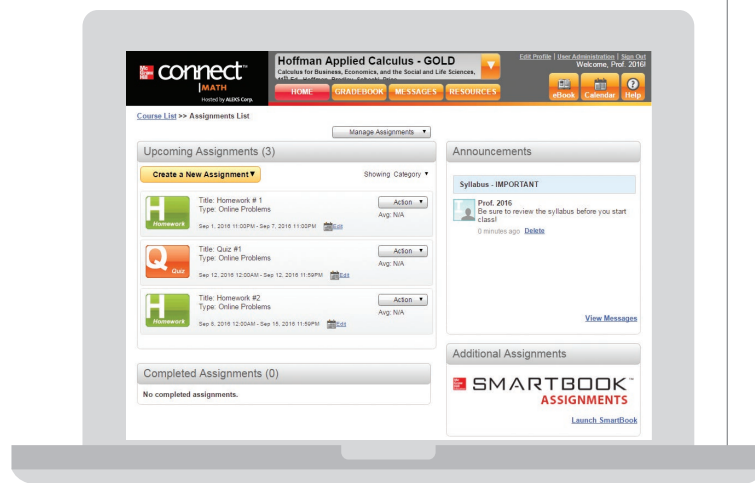 Mc Graw Hill Education
connect™
|MATH
Hosted by ALEKS Corp.
Hoffman Applied Calculus - GOLD
Calculus for Business, Economics, and the Social and Life Sciences,
Edit Profile | User Administration | Sign Out
Welcome, Prof. 2016!
HOME
GRADEBOOK
MESSAGES
RESOURCES
eBook
Calendar
Help
?
Course List >> Assignments List
Manage Assignments
Upcoming Assignments (3)
Create a New Assignment
Showing Category
H
Homework
Title: Homework # 1
Type: Online Problems
Sep 1, 2016 11:00PM - Sep 7, 2016 11:00PM Edit
Action
Avg: N/A
Q
Quiz
Title: Quiz #1
Type: Online Problems
Sep 12, 2016 12:00AM - Sep 12, 2016 11:59PM Edit
Action
Avg: N/A
H
Homework
Title: Homework #2
Type: Online Problems
Sep 8, 2016 12:00AM - Sep 15, 2016 11:59PM Edit
Action
Avg: N/A
Completed Assignments (0)
No completed assignments.
Announcements
Syllabus - IMPORTANT
Prof. 2016
Be sure to review the syllabus before you start
class!
0 minutes ago Delete
View Messages
Additional Assignments
SMARTBOOK™
ASSIGNMENTS
Launch SmartBook